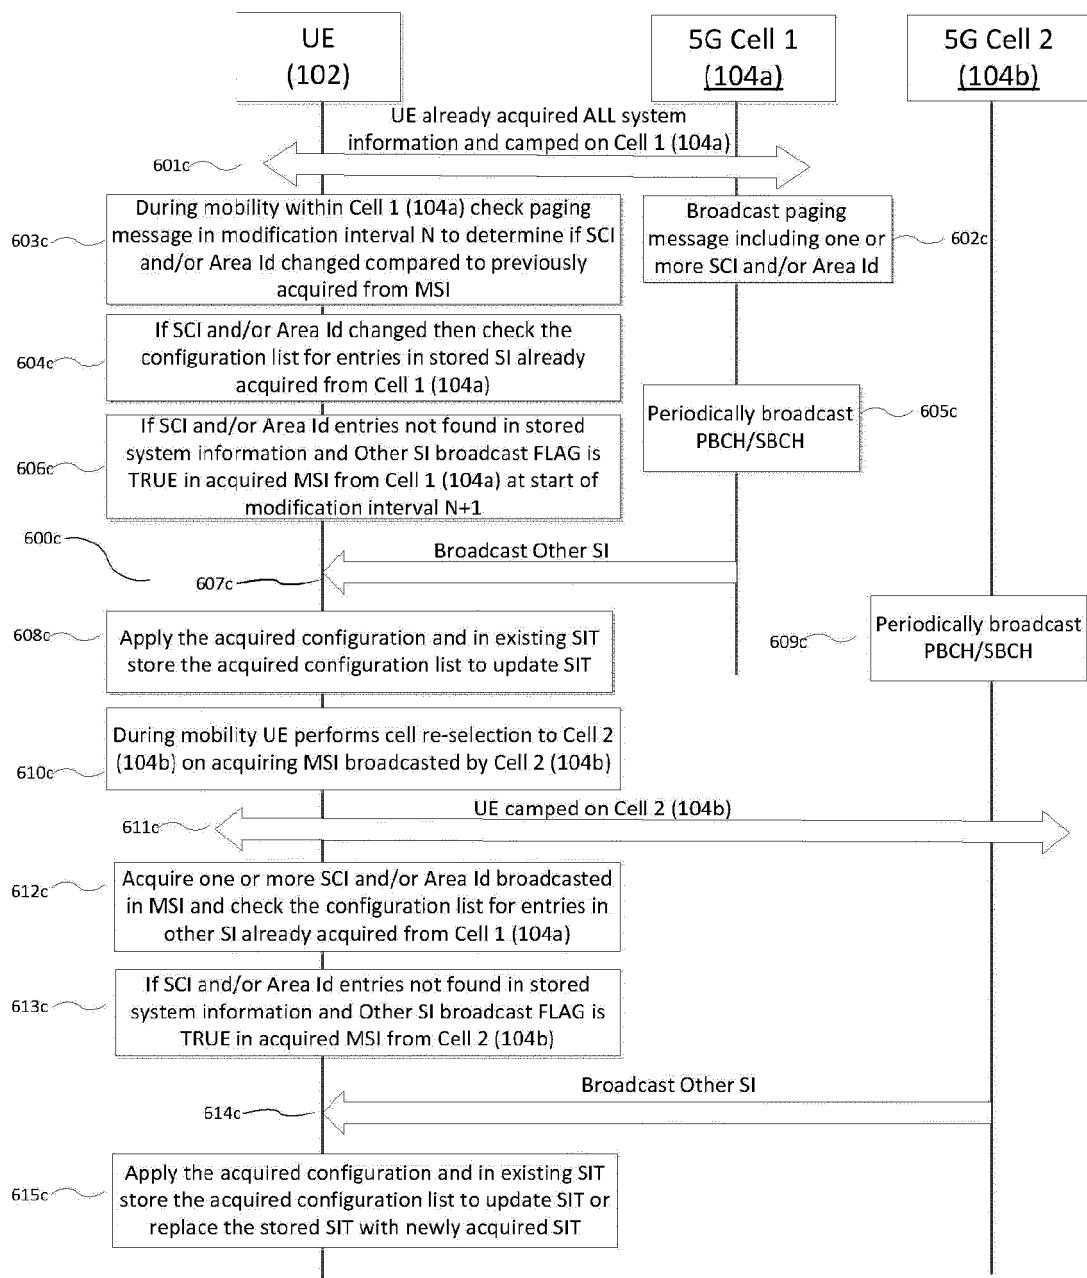 UE
(102)
5G Cell 1
(104a)
5G Cell 2
(104b)
UE already acquired ALL system
information and camped on Cell 1 (104a)
601c
During mobility within Cell 1 (104a) check paging
message in modification interval N to determine if SCI
and/or Area Id changed compared to previously
acquired from MSI
603c
Broadcast paging
message including one or
more SCI and/or Area Id
602c
If SCI and/or Area Id changed then check the
configuration list for entries in stored SI already
acquired from Cell 1 (104a)
604c
Periodically broadcast
PBCH/SBCH
605c
If SCI and/or Area Id entries not found in stored
system information and Other SI broadcast FLAG is
TRUE in acquired MSI from Cell 1 (104a) at start of
modification interval N+1
606c
600c
Broadcast Other SI
607c
Apply the acquired configuration and in existing SIT
store the acquired configuration list to update SIT
608c
Periodically broadcast
PBCH/SBCH
609c
During mobility UE performs cell re-selection to Cell 2
(104b) on acquiring MSI broadcasted by Cell 2 (104b)
610c
UE camped on Cell 2 (104b)
611c
Acquire one or more SCI and/or Area Id broadcasted
in MSI and check the configuration list for entries in
other SI already acquired from Cell 1 (104a)
612c
If SCI and/or Area Id entries not found in stored
system information and Other SI broadcast FLAG is
TRUE in acquired MSI from Cell 2 (104b)
613c
Broadcast Other SI
614c
Apply the acquired configuration and in existing SIT
store the acquired configuration list to update SIT or
replace the stored SIT with newly acquired SIT
615c